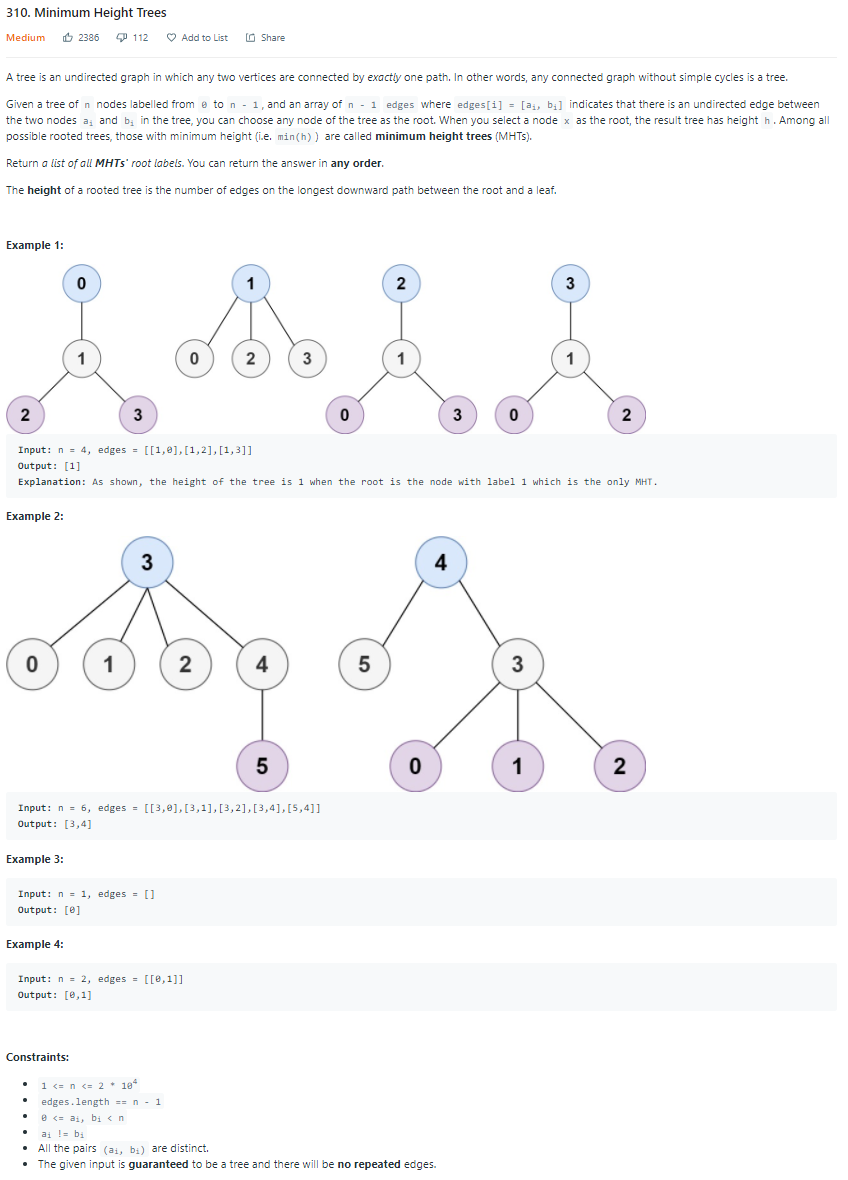 310. Minimum Height Trees
Medium 2386 112 Add to List Share
A tree is an undirected graph in which any two vertices are connected by exactly one path. In other words, any connected graph without simple cycles is a tree.
Given a tree of n nodes labelled from 0 to n - 1, and an array of n - 1 edges where edges[i] = [ai, bi] indicates that there is an undirected edge between
the two nodes ai and bi in the tree, you can choose any node of the tree as the root. When you select a node x as the root, the result tree has height h. Among all
possible rooted trees, those with minimum height (i.e. min(h)) are called minimum height trees (MHTs).
Return a list of all MHTs' root labels. You can return the answer in any order.
The height of a rooted tree is the number of edges on the longest downward path between the root and a leaf.
Example 1:
0 1 2 3
1 0 2 3 1 1
2 3 0 3 0 2
Input: n = 4, edges = [[1,0],[1,2],[1,3]]
Output: [1]
Explanation: As shown, the height of the tree is 1 when the root is the node with label 1 which is the only MHT.
Example 2:
3 4
0 1 2 4 5 3
5 0 1 2
Input: n = 6, edges = [[3,0],[3,1],[3,2],[3,4],[5,4]]
Output: [3,4]
Example 3:
Input: n = 1, edges = []
Output: [0]
Example 4:
Input: n = 2, edges = [[0,1]]
Output: [0,1]
Constraints:
• 1 <= n <= 2 * 10⁴
• edges.length == n - 1
• 0 <= ai, bi < n
• ai != bi
• All the pairs (ai, bi) are distinct.
• The given input is guaranteed to be a tree and there will be no repeated edges.